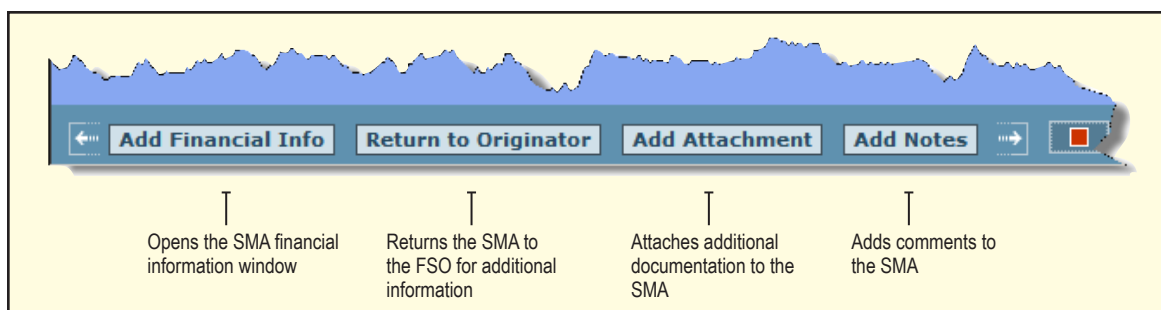 Add Financial Info Return to Originator Add Attachment Add Notes
Opens the SMA financial
information window
Returns the SMA to
the FSO for additional
information
Attaches additional
documentation to the
SMA
Adds comments to
the SMA